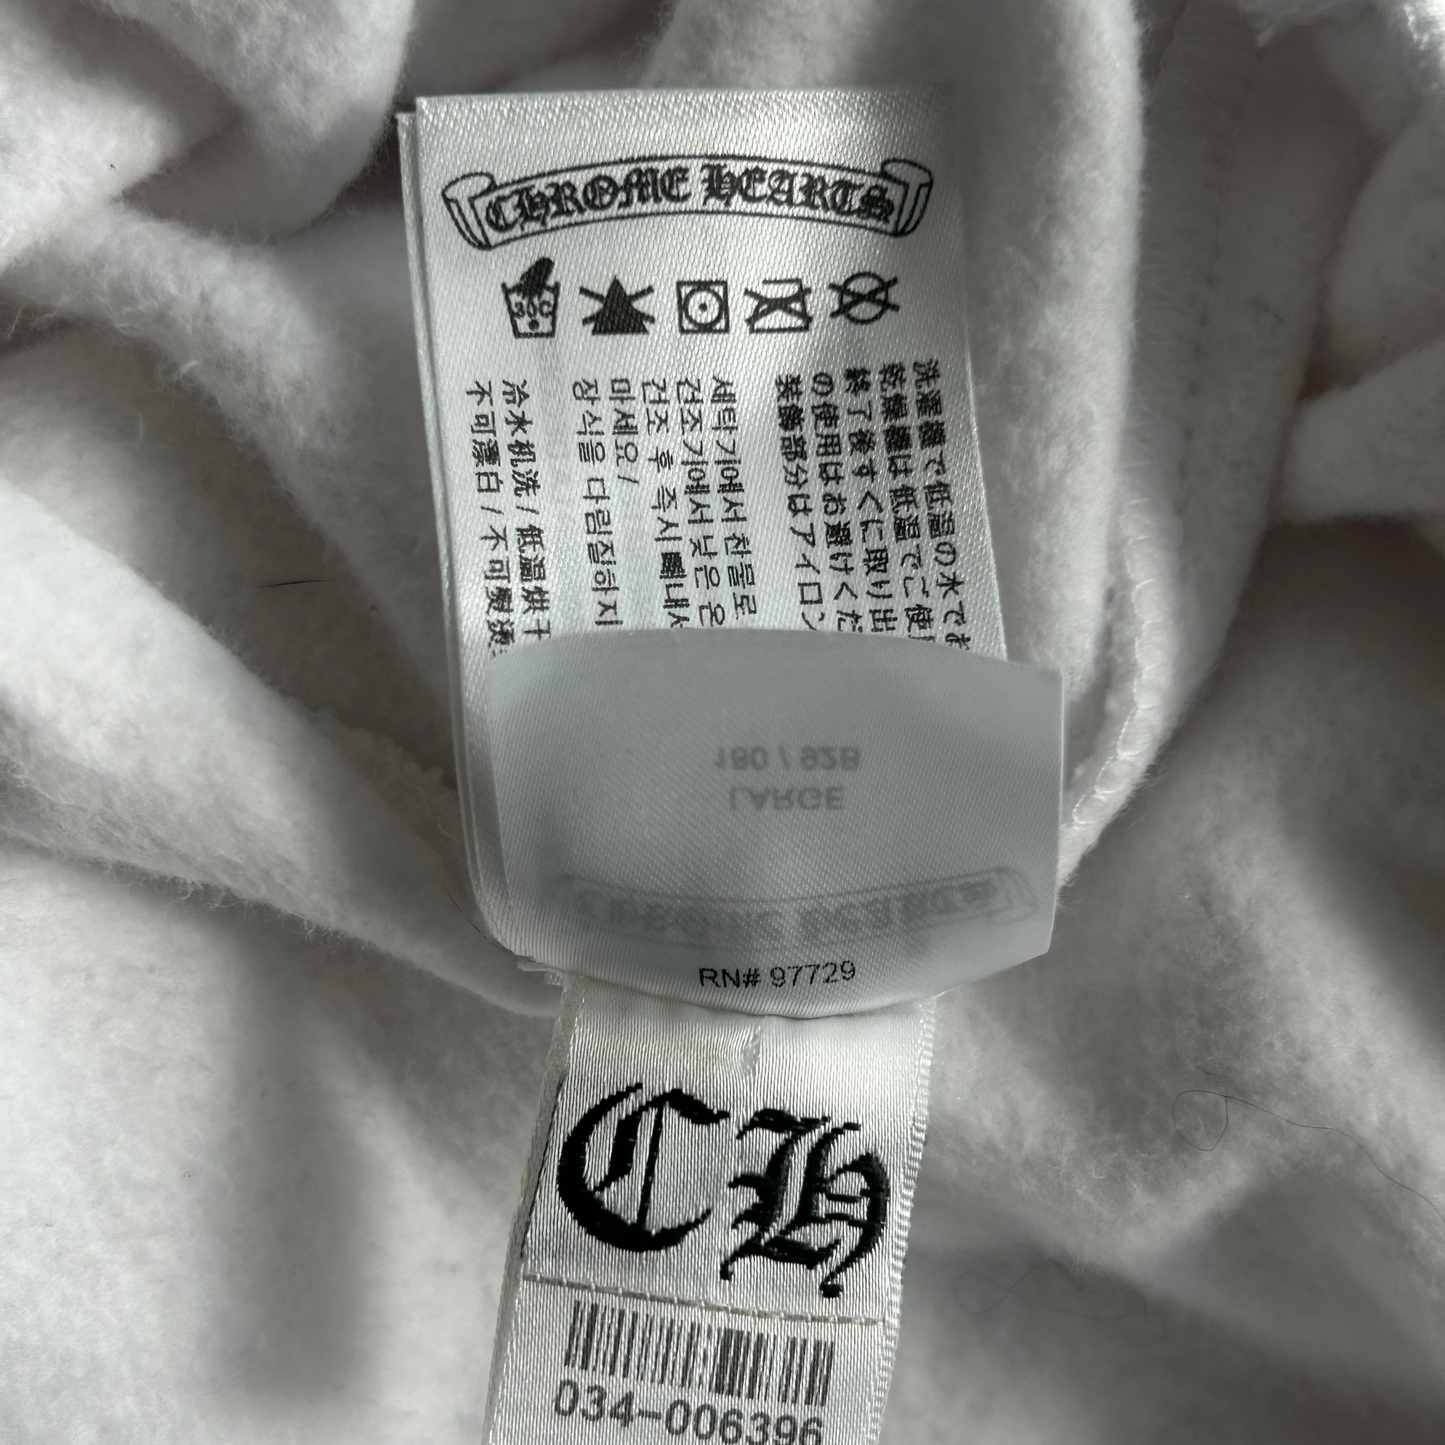 CHROME HEARTS
30C
洗濯機で低温の水でお
乾燥機は低温でご使
終了後すぐに取り出
の使用はお避けくだ
装飾部分はアイロン
세탁기에서 찬물로
건조기에서 낮은 온
건조 후 즉시 빼내
마세요 /
장식을 다림질하지
冷水机洗 / 低温烘干
不可漂白 / 不可熨烫
180 / 92B
LARGE
CHROME HEARTS
RN# 97729
CH
034-006396